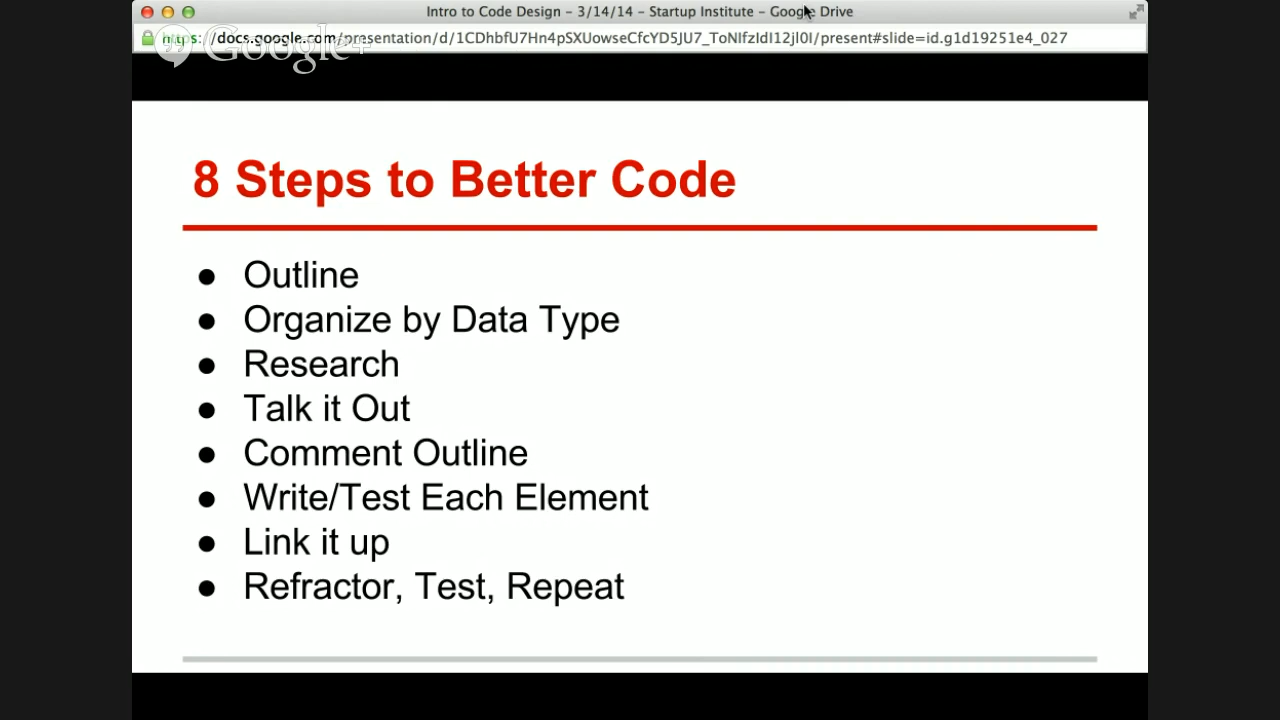 Intro to Code Design – 3/14/14 – Startup Institute – Google Drive
https://docs.google.com/presentation/d/1CDhbfU7Hn4pSXUowseCfcYD5JU7_ToNIfzIdI12jl0I/present#slide=id.g1d19251e4_027
Google+
8 Steps to Better Code
● Outline
● Organize by Data Type
● Research
● Talk it Out
● Comment Outline
● Write/Test Each Element
● Link it up
● Refractor, Test, Repeat